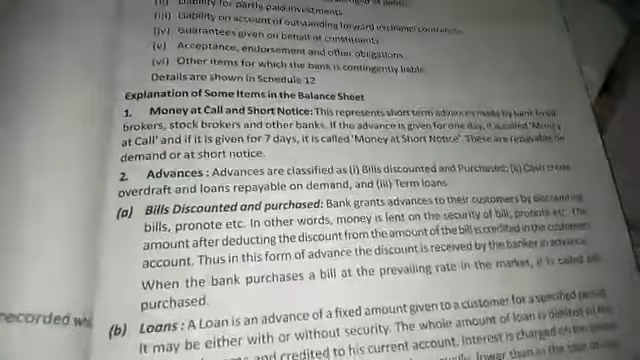 Liability for partly paid investments
(iii) Liability on account of outstanding forward exchange contracts
(iv) Guarantees given on behalf of constituents
(v) Acceptance, endorsement and other obligations
(vi) Other items for which the bank is contingently liable
Details are shown in Schedule 12
Explanation of Some Items in the Balance Sheet
1. Money at Call and Short Notice: This represents short term advances made by bank to bill
brokers, stock brokers and other banks. If the advance is given for one day, it is called 'Money
at Call' and if it is given for 7 days, it is called 'Money at Short Notice'. These are repayable on
demand or at short notice.
2. Advances : Advances are classified as (i) Bills discounted and Purchased; (ii) Cash credit,
overdraft and loans repayable on demand, and (iii) Term loans
(a) Bills Discounted and purchased: Bank grants advances to their customers by discounting
bills, pronote etc. In other words, money is lent on the security of bill, pronote etc. The
amount after deducting the discount from the amount of the bill is credited in the customers
account. Thus in this form of advance the discount is received by the banker in advance.
When the bank purchases a bill at the prevailing rate in the market, it is called bill
purchased.
recorded
(b) Loans : A Loan is an advance of a fixed amount given to a customer for a specified period.
It may be either with or without security. The whole amount of loan is debited
and credited to his current account. Interest is charged on the
lower than in the case